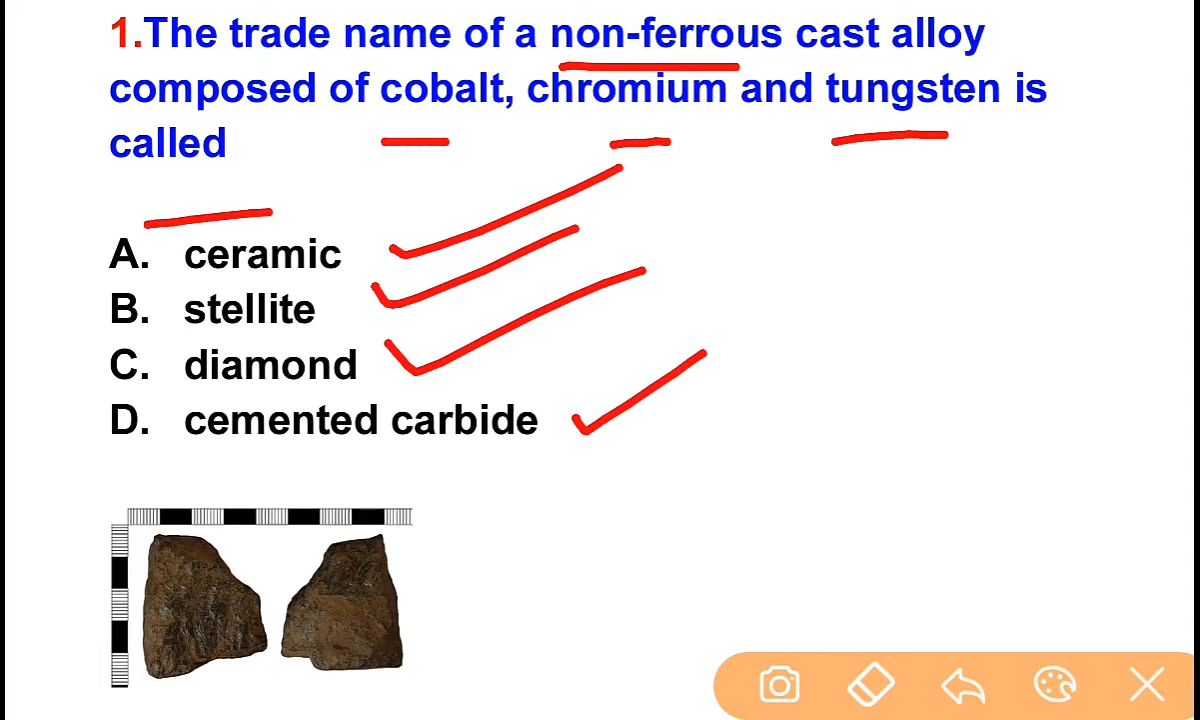 1.The trade name of a non-ferrous cast alloy
composed of cobalt, chromium and tungsten is
called
A. ceramic
B. stellite
C. diamond
D. cemented carbide